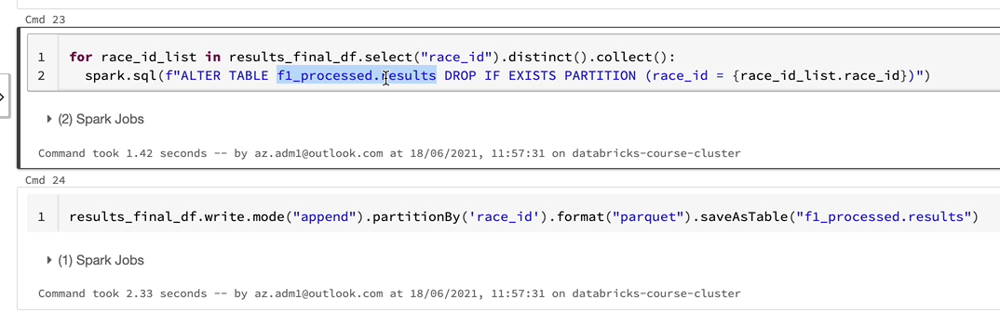 Cmd 23
1 for race_id_list in results_final_df.select("race_id").distinct().collect():
2 spark.sql(f"ALTER TABLE f1_processed.results DROP IF EXISTS PARTITION (race_id = {race_id_list.race_id})")
(2) Spark Jobs
Command took 1.42 seconds -- by az.adm1@outlook.com at 18/06/2021, 11:57:31 on databricks-course-cluster
Cmd 24
1 results_final_df.write.mode("append").partitionBy('race_id').format("parquet").saveAsTable("f1_processed.results")
(1) Spark Jobs
Command took 2.33 seconds -- by az.adm1@outlook.com at 18/06/2021, 11:57:31 on databricks-course-cluster